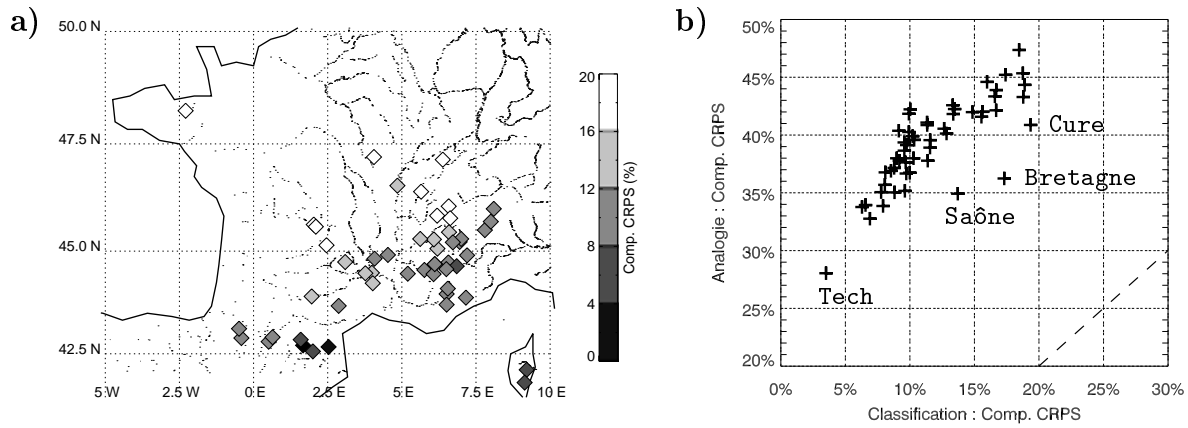 a)
50.0 N
47.5 N
45.0 N
42.5 N
5 W 2.5 W 0 E 2.5 E 5 E 7.5 E 10 E
20
16
12
8
4
0
Comp. CRPS (%)
b)
50%
45%
40%
35%
30%
25%
20%
Analogie : Comp. CRPS
Cure
Bretagne
Saône
Tech
0% 5% 10% 15% 20% 25% 30%
Classification : Comp. CRPS